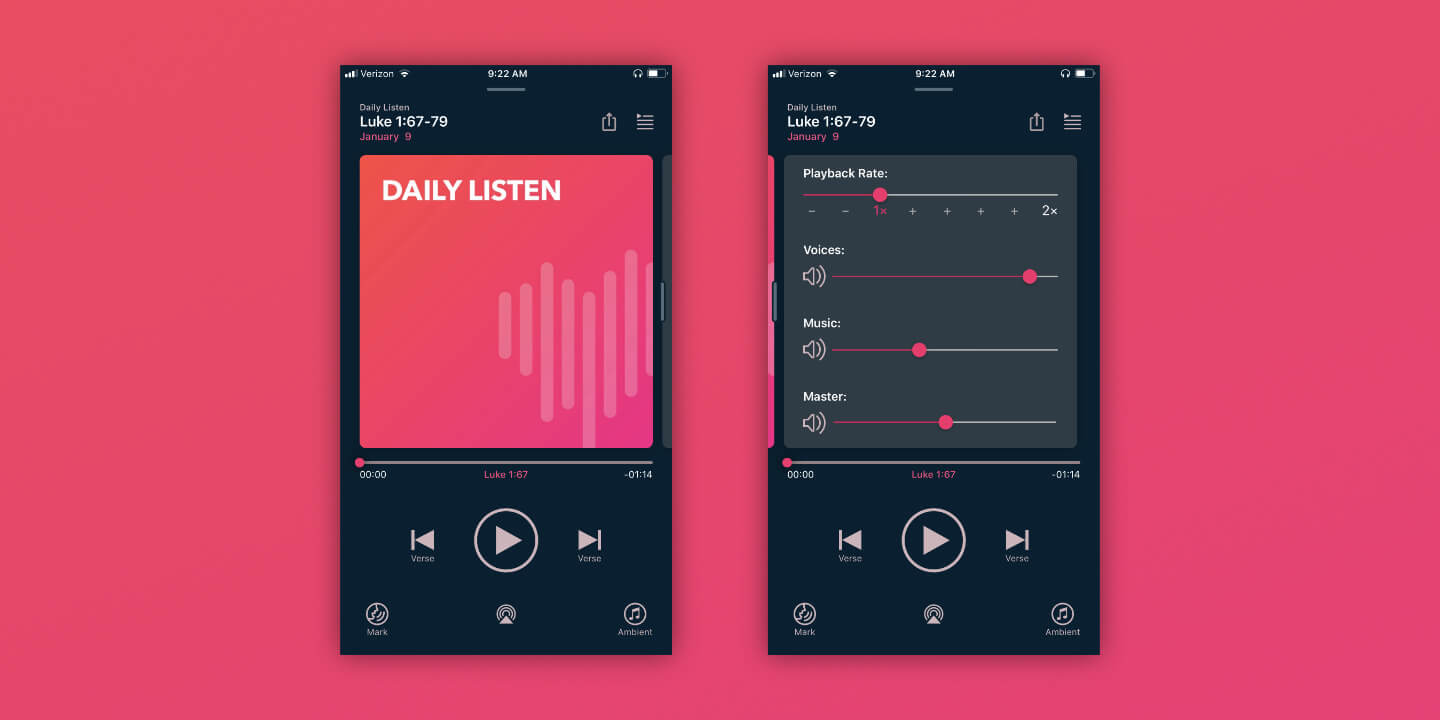 Verizon
9:22 AM
Daily Listen
Luke 1:67-79
January 9
DAILY LISTEN
00:00
Luke 1:67
-01:14
Verse
Verse
Mark
Ambient
Verizon
9:22 AM
Daily Listen
Luke 1:67-79
January 9
Playback Rate:
– – 1× + + + + 2×
Voices:
Music:
Master:
00:00
Luke 1:67
-01:14
Verse
Verse
Mark
Ambient